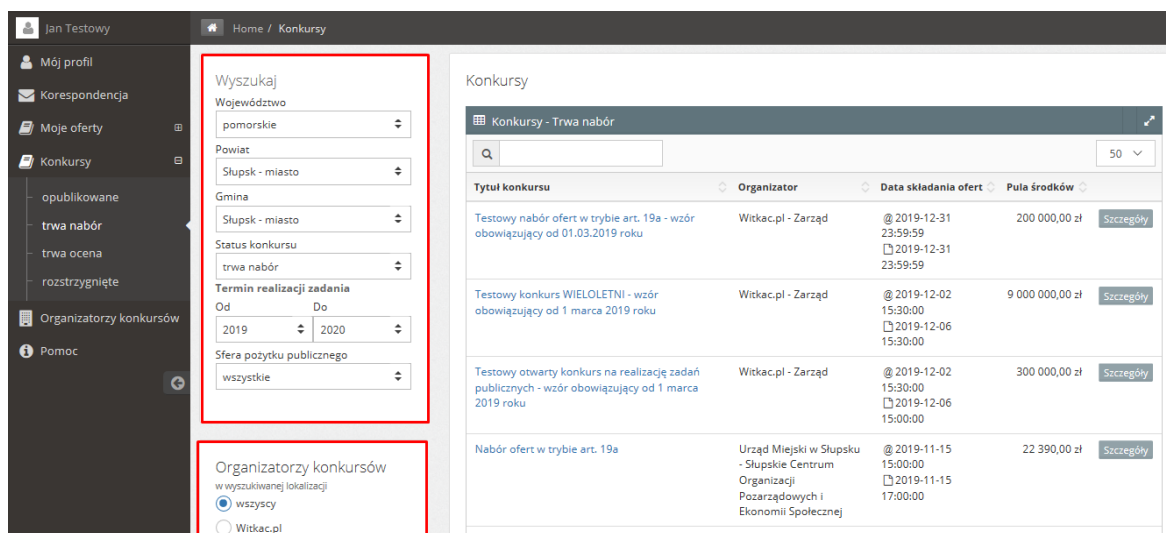 Jan Testowy
Home / Konkursy
Mój profil
Korespondencja
Moje oferty
Konkursy
opublikowane
trwa nabór
trwa ocena
rozstrzygnięte
Organizatorzy konkursów
Pomoc
Wyszukaj
Województwo
pomorskie
Powiat
Słupsk - miasto
Gmina
Słupsk - miasto
Status konkursu
trwa nabór
Termin realizacji zadania
Od Do
2019 2020
Sfera pożytku publicznego
wszystkie
Organizatorzy konkursów
w wyszukiwanej lokalizacji
wszyscy
Witkac.pl
Konkursy
Konkursy - Trwa nabór
50
Tytuł konkursu Organizator Data składania ofert Pula środków
Testowy nabór ofert w trybie art. 19a - wzór Witkac.pl - Zarząd @ 2019-12-31 200 000,00 zł Szczegóły
obowiązujący od 01.03.2019 roku 23:59:59
2019-12-31
23:59:59
Testowy konkurs WIELOLETNI - wzór Witkac.pl - Zarząd @ 2019-12-02 9 000 000,00 zł Szczegóły
obowiązujący od 1 marca 2019 roku 15:30:00
2019-12-06
15:30:00
Testowy otwarty konkurs na realizację zadań Witkac.pl - Zarząd @ 2019-12-02 300 000,00 zł Szczegóły
publicznych - wzór obowiązujący od 1 marca 15:30:00
2019 roku 2019-12-06
15:00:00
Nabór ofert w trybie art. 19a Urząd Miejski w Słupsku @ 2019-11-15 22 390,00 zł Szczegóły
- Słupskie Centrum 15:00:00
Organizacji 2019-11-15
Pozarządowych i 17:00:00
Ekonomii Społecznej